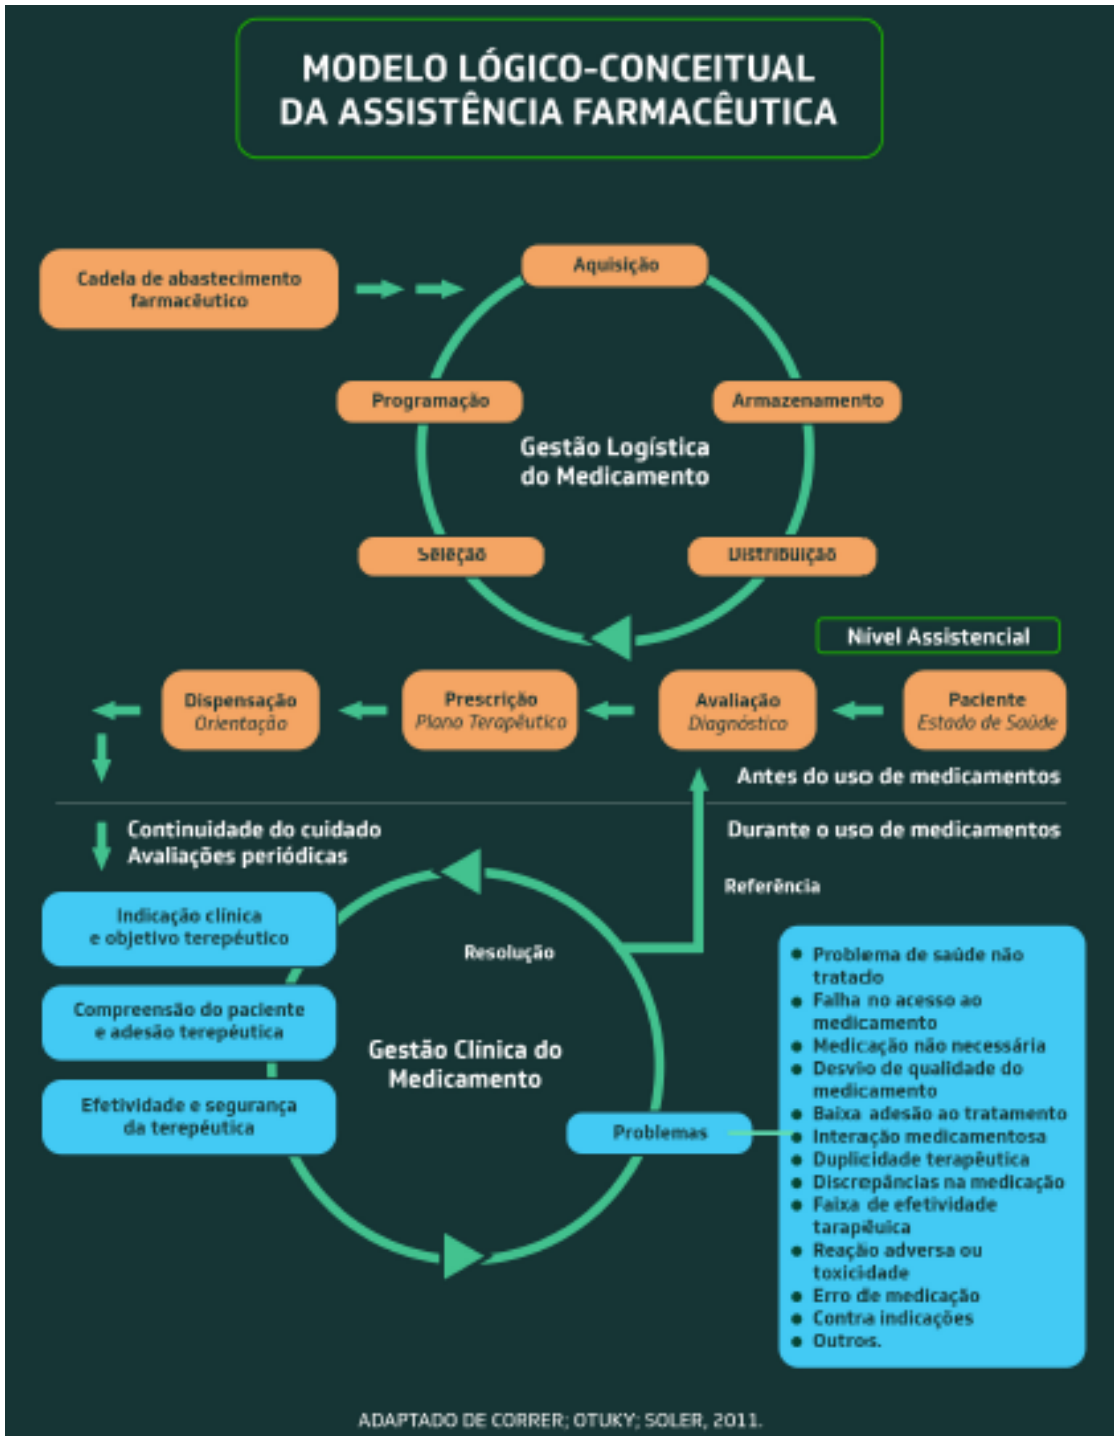 MODELO LÓGICO-CONCEITUAL
DA ASSISTÊNCIA FARMACÊUTICA
Cadela de abastecimento
farmacêutico
Aquisição
Programação
Armazenamento
Gestão Logística
do Medicamento
Seleção
Distribuição
Nível Assistencial
Dispensação
Orientação
Prescrição
Plano Terapêutico
Avaliação
Diagnóstico
Paciente
Estado de Saúde
Antes do uso de medicamentos
Continuidade do cuidado
Avaliações periódicas
Durante o uso de medicamentos
Referência
Indicação clínica
e objetivo terepéutico
Resolução
Compreensão do paciente
e adesão terepéutica
Gestão Clínica do
Medicamento
Efetividade e segurança
da terepéutica
Problemas
• Problema de saúde não
tratado
• Falha no acesso ao
medicamento
• Medicação não necessária
• Desvio de qualidade do
medicamento
• Baixa adesão ao tratamento
• Interação medicamentosa
• Duplicidade terapêutica
• Discrepâncias na medicação
• Faixa de efetividade
tarapêuica
• Reação adversa ou
toxicidade
• Erro de medicação
• Contra indicações
• Outros.
ADAPTADO DE CORRER; OTUKY; SOLER, 2011.